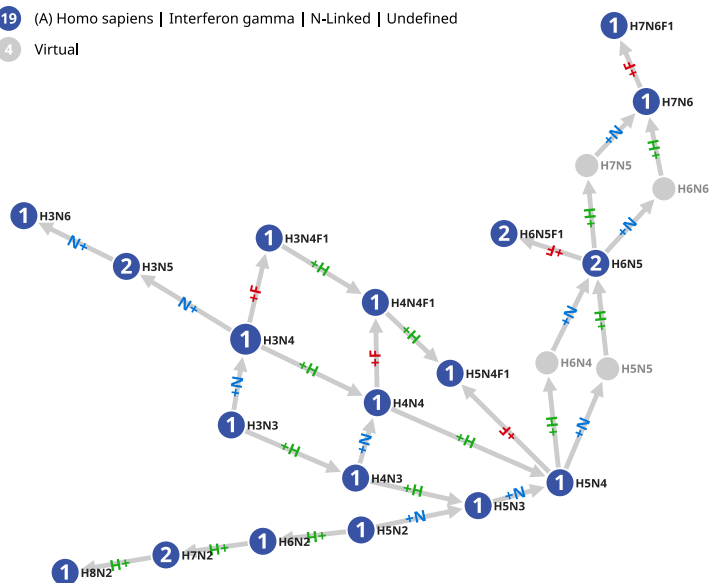 19 (A) Homo sapiens | Interferon gamma | N-Linked | Undefined
4 Virtual
1 H7N6F1
+F
1 H7N6
+N
+H
H7N5
H6N6
+H
+N
1 H3N6
+N
2 H3N5
+N
1 H3N4F1
+H
+F
2 H6N5F1
+F
2 H6N5
1 H4N4F1
+H
+N
+H
1 H3N4
+H
+F
H6N4
H5N5
1 H5N4F1
+N
+F
+H
+N
1 H4N4
+H
1 H3N3
+H
+N
1 H4N3
+H
1 H5N4
+N
1 H5N3
+N
1 H5N2
+H
1 H6N2
+H
2 H7N2
+H
1 H8N2